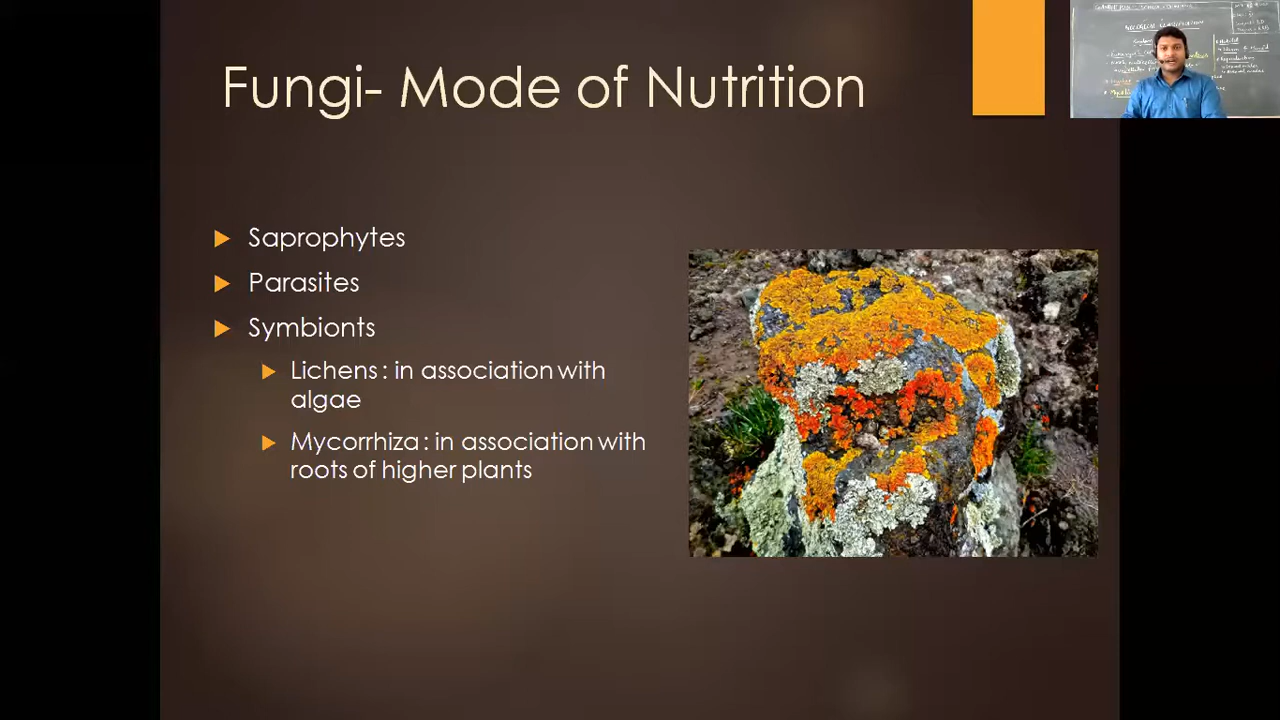 Fungi- Mode of Nutrition
Saprophytes
Parasites
Symbionts
Lichens : in association with
algae
Mycorrhiza : in association with
roots of higher plants